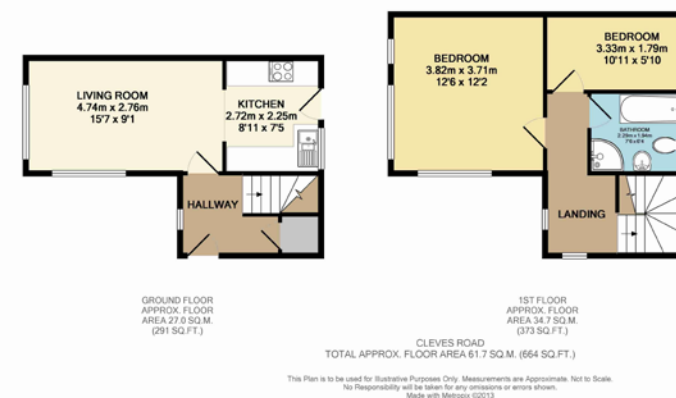 LIVING ROOM
4.74m x 2.76m
15'7 x 9'1
KITCHEN
2.72m x 2.25m
8'11 x 7'5
HALLWAY
BEDROOM
3.82m x 3.71m
12'6 x 12'2
BEDROOM
3.33m x 1.79m
10'11 x 5'10
BATHROOM
LANDING
GROUND FLOOR
APPROX. FLOOR
AREA 27.0 SQ.M.
(291 SQ.FT.)
1ST FLOOR
APPROX. FLOOR
AREA 34.7 SQ.M.
(373 SQ.FT.)
CLEVES ROAD
TOTAL APPROX. FLOOR AREA 61.7 SQ.M. (664 SQ.FT.)
This Plan is to be used for Illustrative Purposes Only. Measurements are Approximate. Not to Scale.
No Responsibility will be taken for any omissions or errors shown.
Made with Metropix ©2013